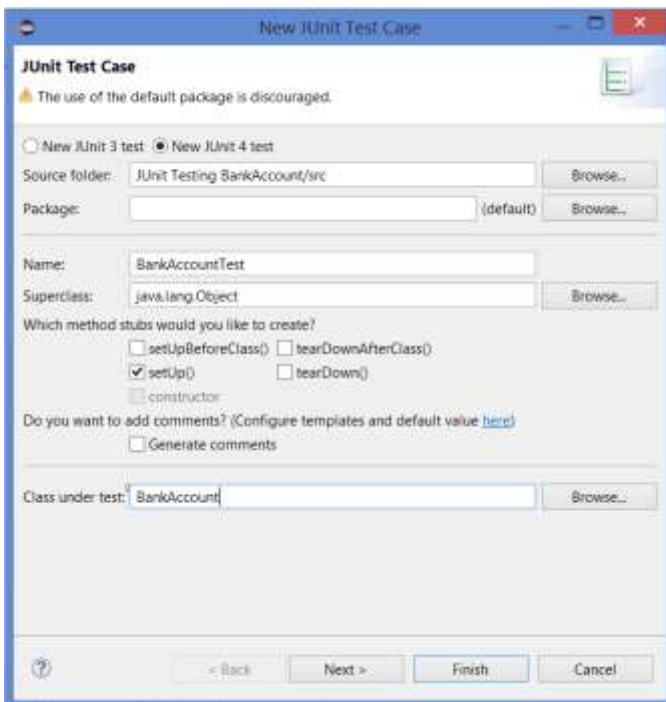 New JUnit Test Case
JUnit Test Case
The use of the default package is discouraged.
New JUnit 3 test New JUnit 4 test
Source folder: JUnit Testing BankAccount/src Browse...
Package: (default) Browse...
Name: BankAccountTest
Superclass: java.lang.Object Browse...
Which method stubs would you like to create?
setUpBeforeClass() tearDownAfterClass()
setUp() tearDown()
constructor
Do you want to add comments? (Configure templates and default value here)
Generate comments
Class under test: BankAccount Browse...
? < Back Next > Finish Cancel